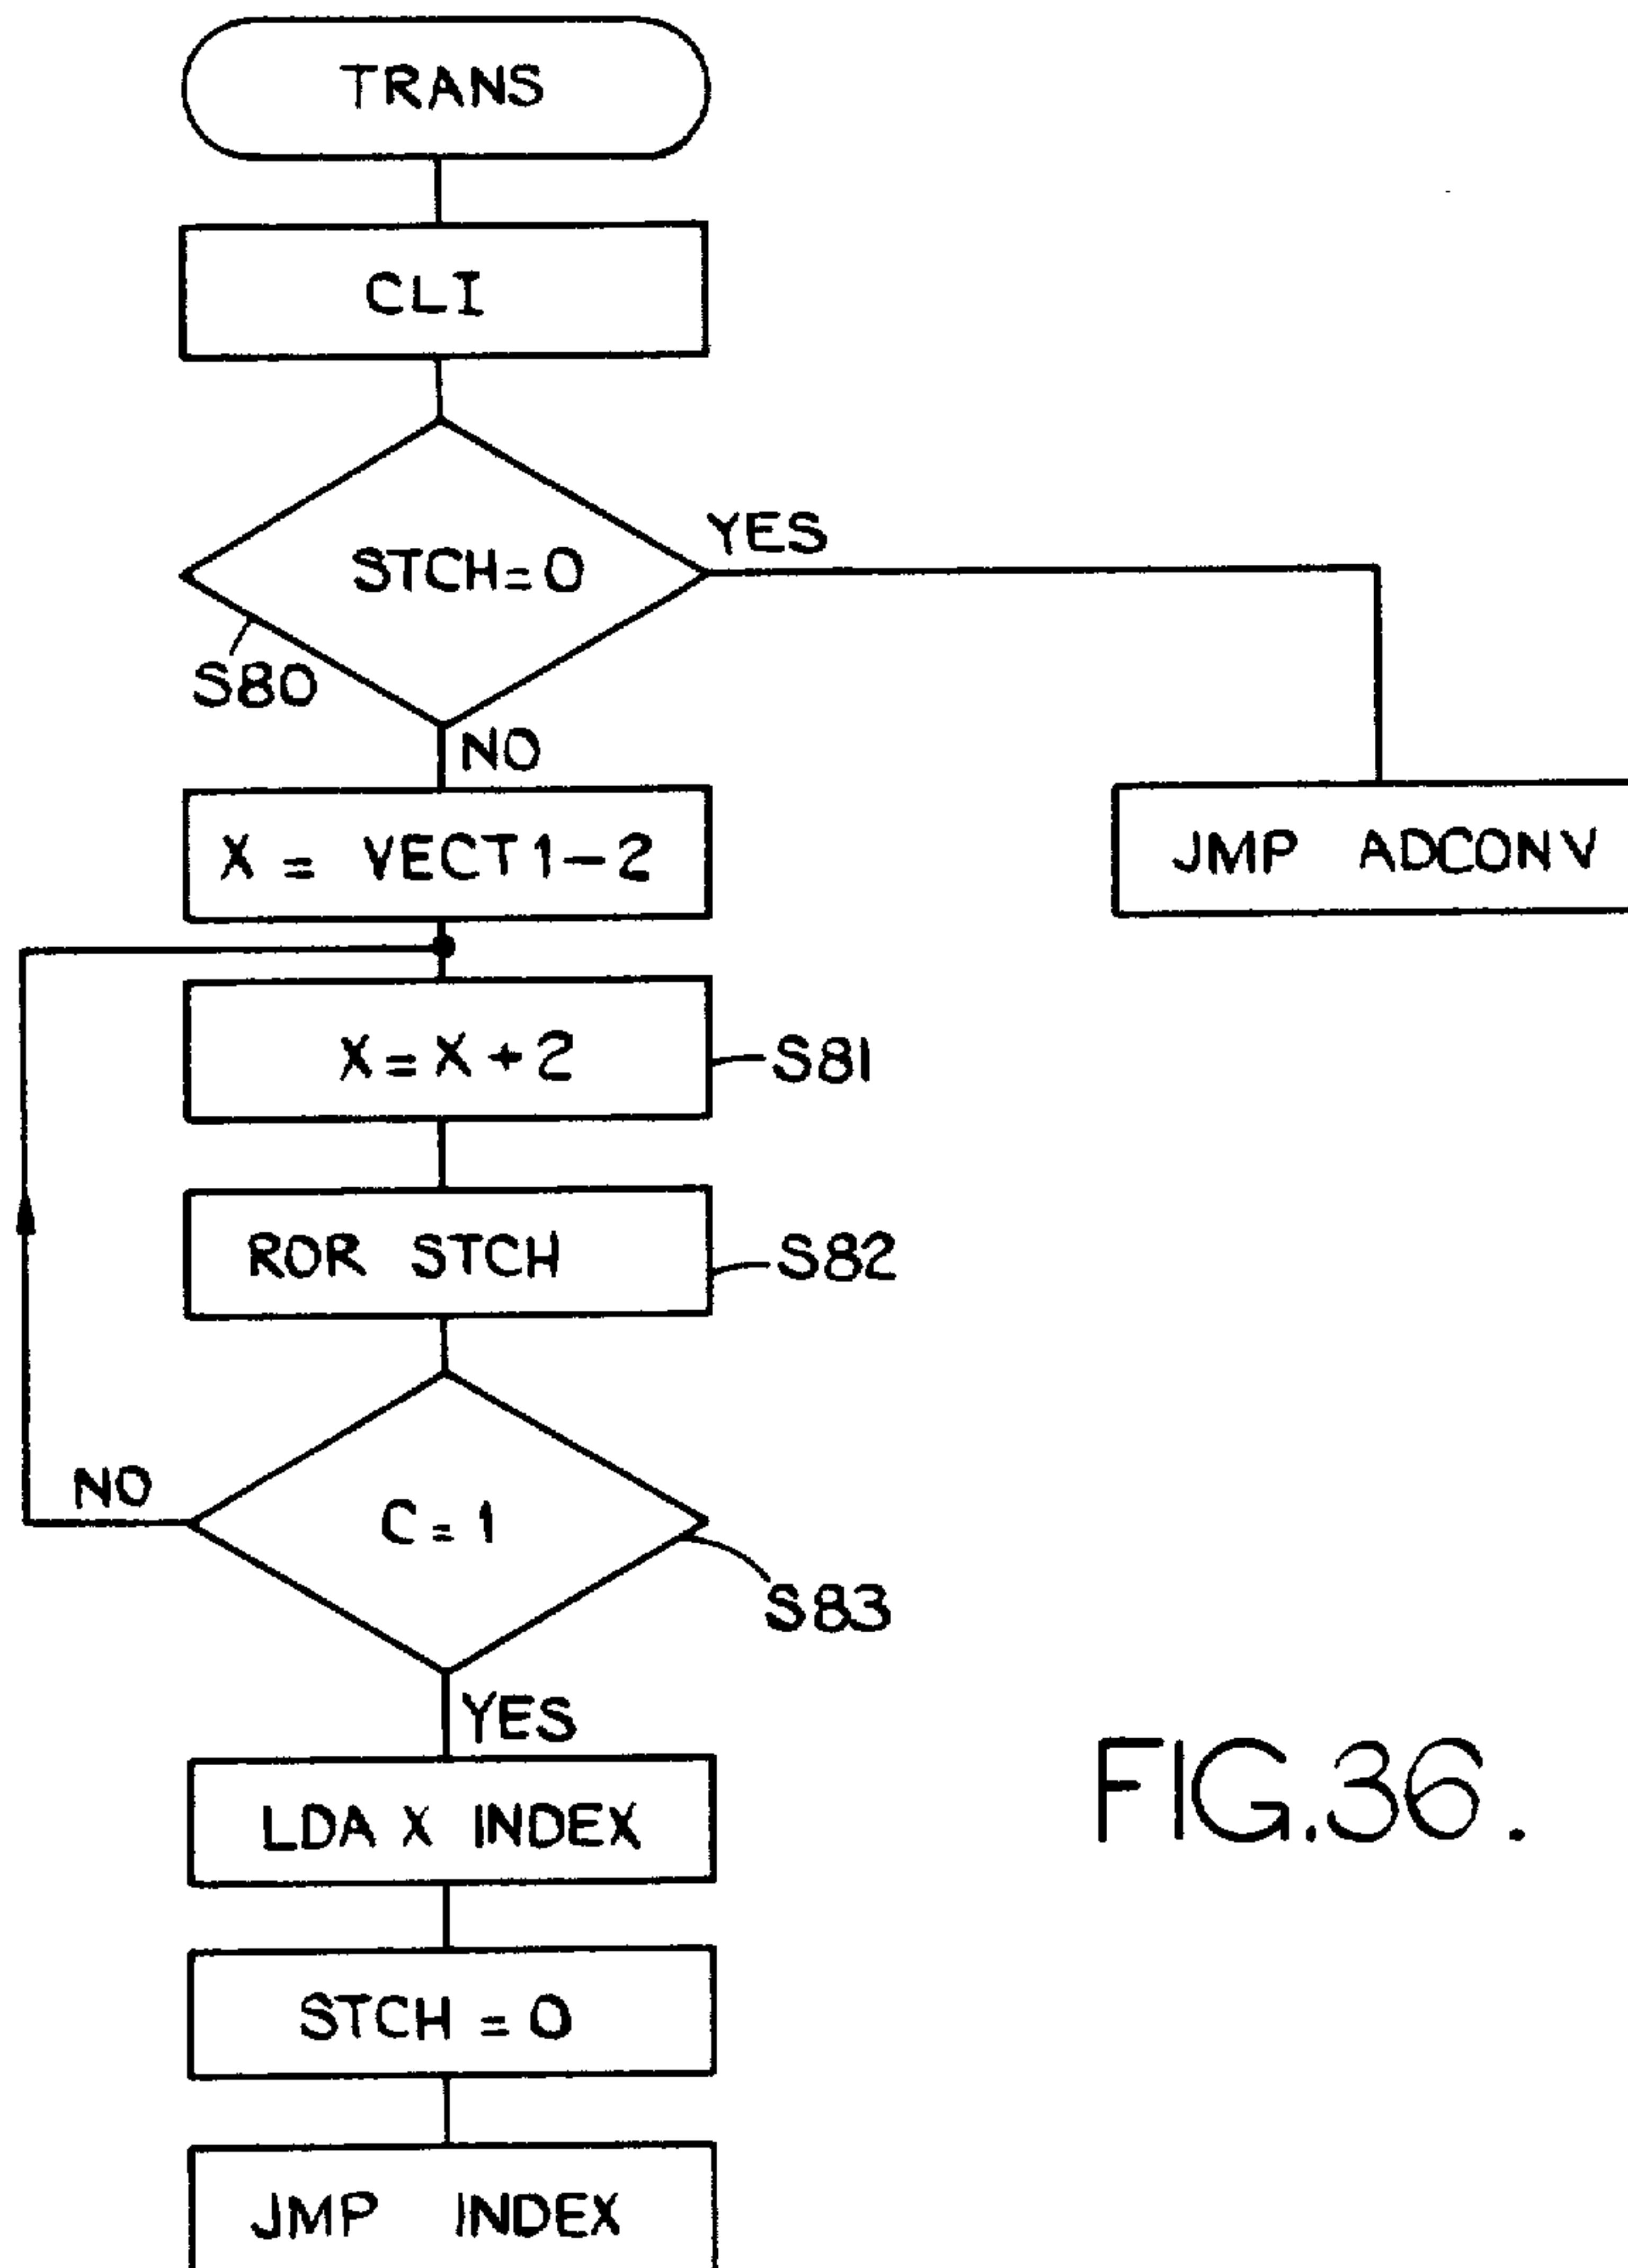 TRANS
CLI
STCH=0
YES
S80
NO
X = VECT1-2
JMP ADCONV
X=X+2
S81
ROR STCH
S82
NO
C=1
S83
YES
LDA X INDEX
FIG.36.
STCH=0
JMP INDEX